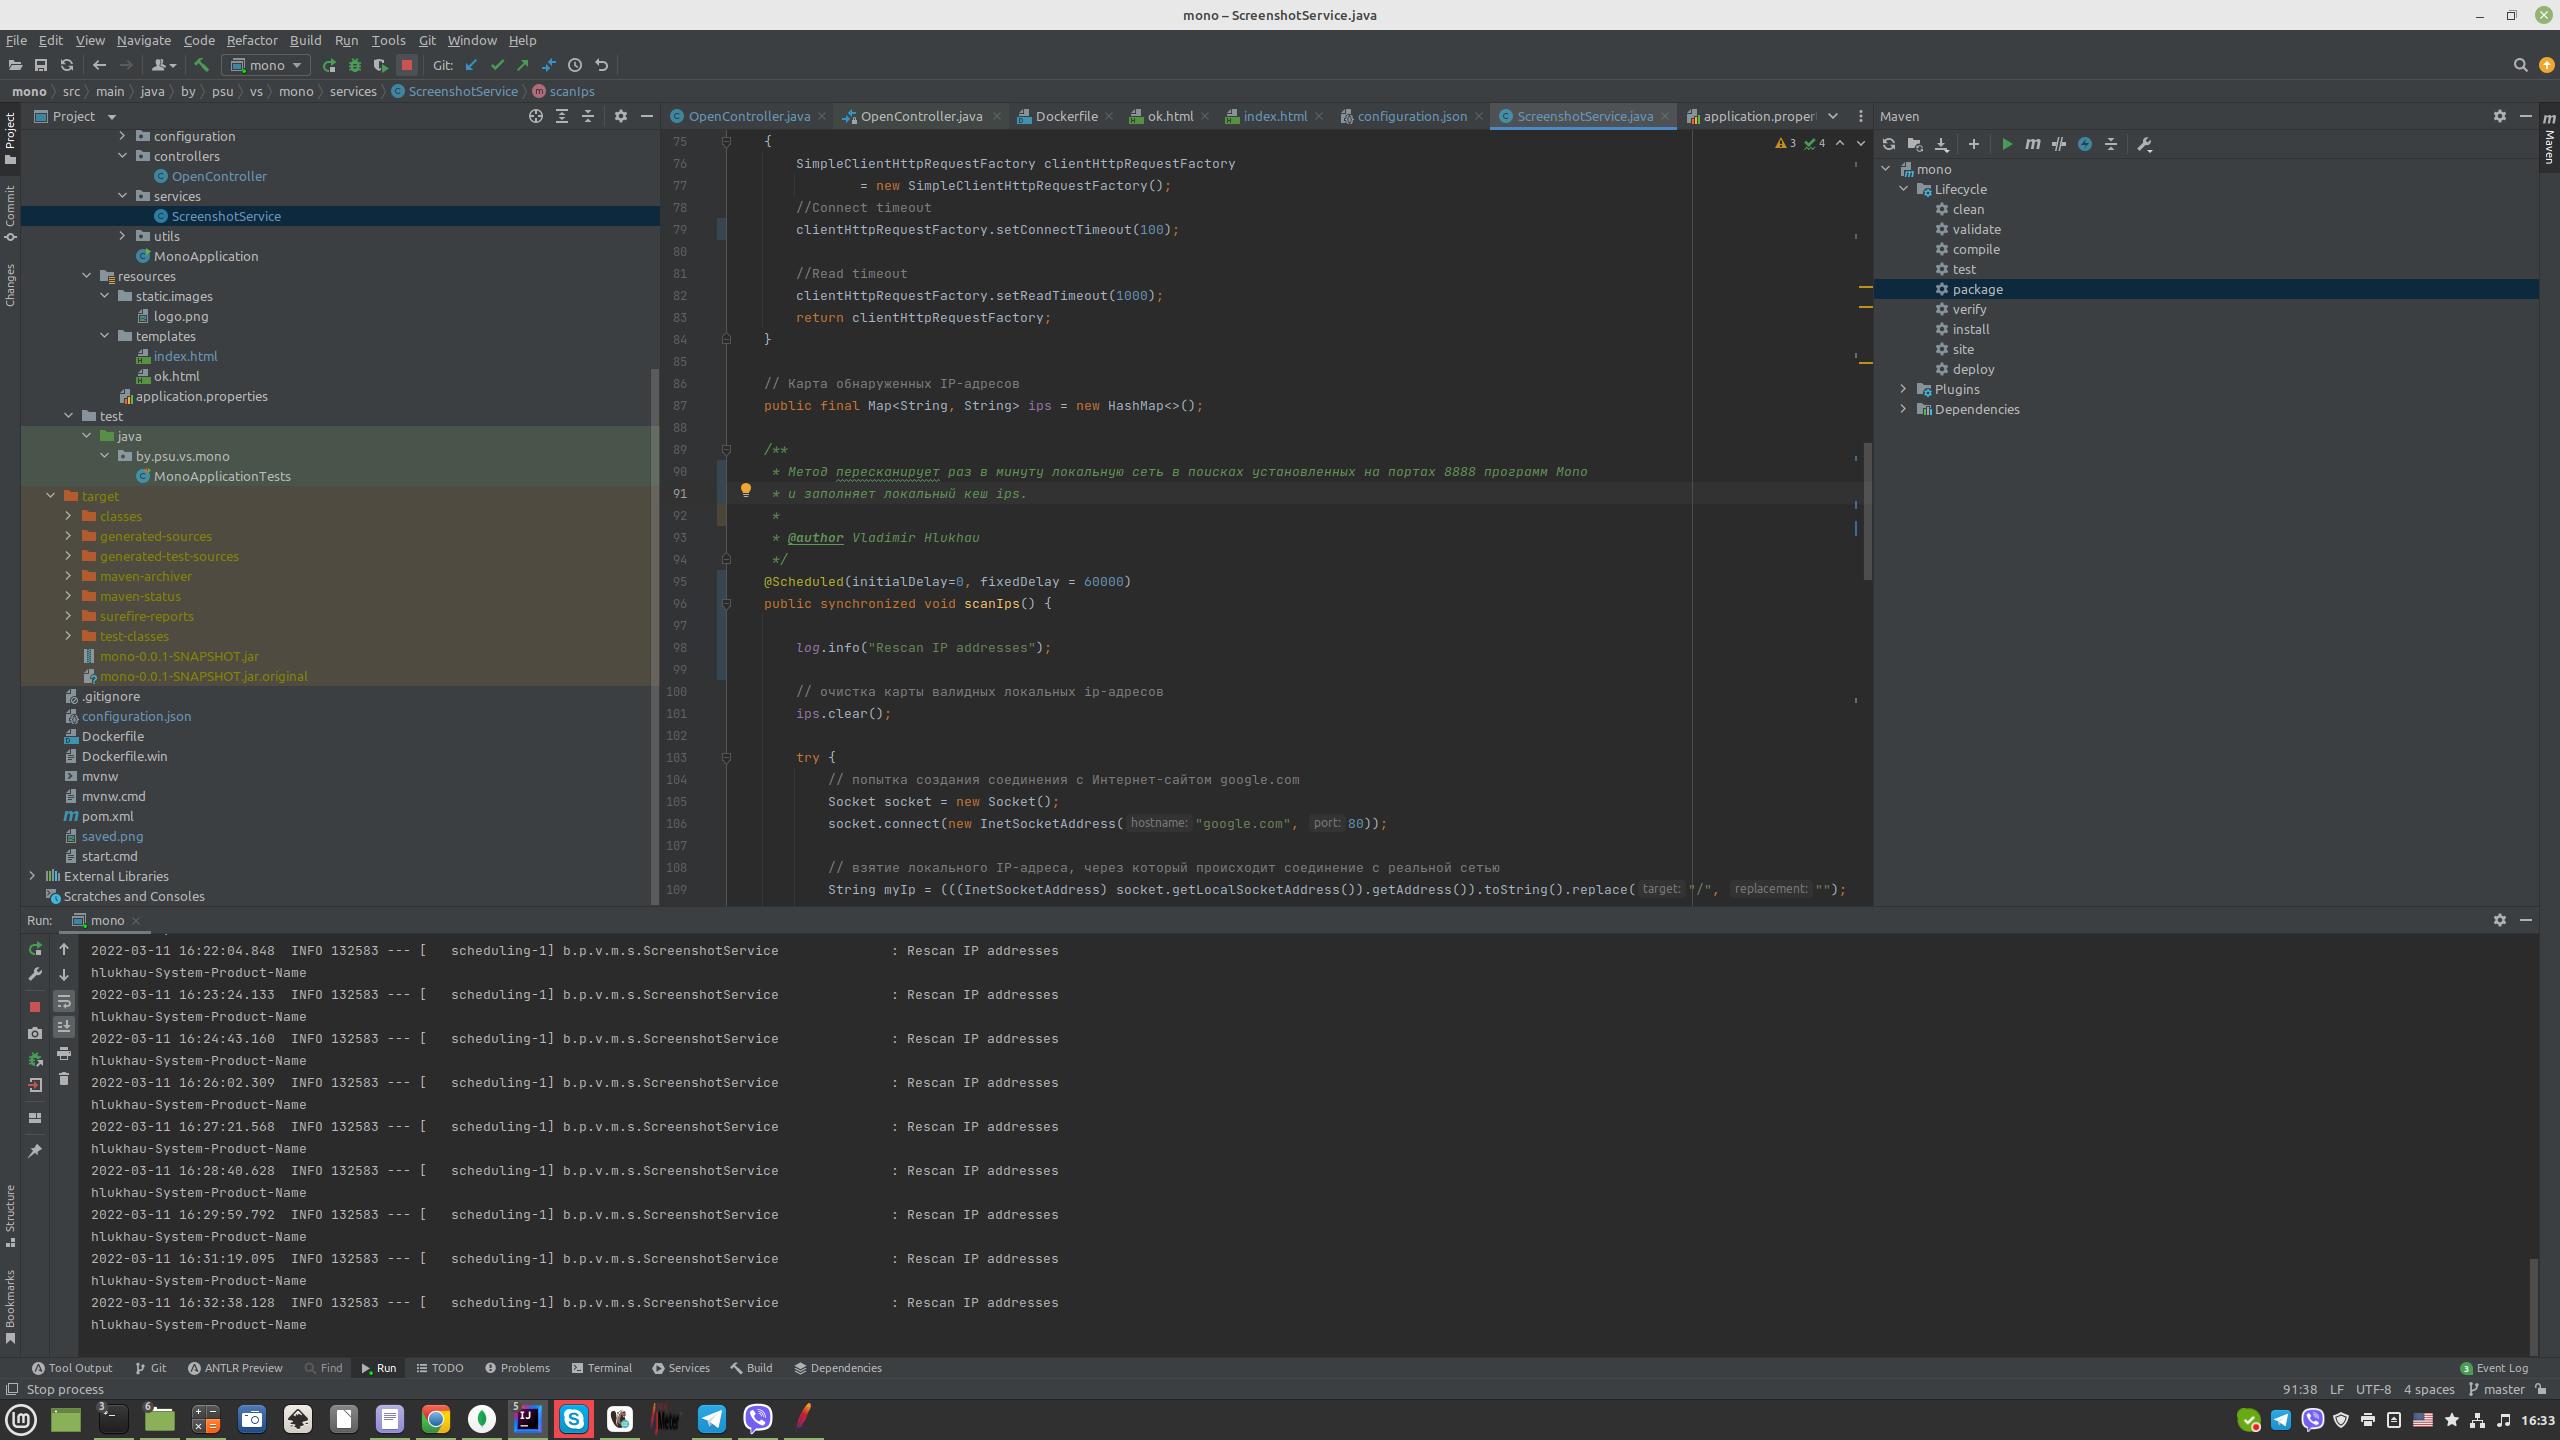 mono – ScreenshotService.java
File Edit View Navigate Code Refactor Build Run Tools Git Window Help
mono Git:
mono src main java by psu vs mono services ScreenshotService scanIps
Project
configuration
controllers
OpenController
services
ScreenshotService
utils
MonoApplication
resources
static.images
logo.png
templates
index.html
ok.html
application.properties
test
java
by.psu.vs.mono
MonoApplicationTests
target
classes
generated-sources
generated-test-sources
maven-archiver
maven-status
surefire-reports
test-classes
mono-0.0.1-SNAPSHOT.jar
mono-0.0.1-SNAPSHOT.jar.original
.gitignore
configuration.json
Dockerfile
Dockerfile.win
mvnw
mvnw.cmd
pom.xml
saved.png
start.cmd
External Libraries
Scratches and Consoles
Project
Commit
Changes
Structure
Bookmarks
OpenController.java OpenController.java Dockerfile ok.html index.html configuration.json ScreenshotService.java application.proper
3 4
75 {
76 SimpleClientHttpRequestFactory clientHttpRequestFactory
77 = new SimpleClientHttpRequestFactory();
78 //Connect timeout
79 clientHttpRequestFactory.setConnectTimeout(100);
80
81 //Read timeout
82 clientHttpRequestFactory.setReadTimeout(1000);
83 return clientHttpRequestFactory;
84 }
85
86 // Карта обнаруженных IP-адресов
87 public final Map<String, String> ips = new HashMap<>();
88
89 /**
90 * Метод пересканирует раз в минуту локальную сеть в поисках установленных на портах 8888 программ Mono
91 * и заполняет локальный кеш ips.
92 *
93 * @author Vladimir Hlukhau
94 */
95 @Scheduled(initialDelay=0, fixedDelay = 60000)
96 public synchronized void scanIps() {
97
98 log.info("Rescan IP addresses");
99
100 // очистка карты валидных локальных ip-адресов
101 ips.clear();
102
103 try {
104 // попытка создания соединения с Интернет-сайтом google.com
105 Socket socket = new Socket();
106 socket.connect(new InetSocketAddress( hostname: "google.com", port: 80));
107
108 // взятие локального IP-адреса, через который происходит соединение с реальной сетью
109 String myIp = (((InetSocketAddress) socket.getLocalSocketAddress()).getAddress()).toString().replace( target: "/", replacement: "");
Maven
mono
Lifecycle
clean
validate
compile
test
package
verify
install
site
deploy
Plugins
Dependencies
Maven
Run: mono
2022-03-11 16:22:04.848 INFO 132583 --- [ scheduling-1] b.p.v.m.s.ScreenshotService : Rescan IP addresses
hlukhau-System-Product-Name
2022-03-11 16:23:24.133 INFO 132583 --- [ scheduling-1] b.p.v.m.s.ScreenshotService : Rescan IP addresses
hlukhau-System-Product-Name
2022-03-11 16:24:43.160 INFO 132583 --- [ scheduling-1] b.p.v.m.s.ScreenshotService : Rescan IP addresses
hlukhau-System-Product-Name
2022-03-11 16:26:02.309 INFO 132583 --- [ scheduling-1] b.p.v.m.s.ScreenshotService : Rescan IP addresses
hlukhau-System-Product-Name
2022-03-11 16:27:21.568 INFO 132583 --- [ scheduling-1] b.p.v.m.s.ScreenshotService : Rescan IP addresses
hlukhau-System-Product-Name
2022-03-11 16:28:40.628 INFO 132583 --- [ scheduling-1] b.p.v.m.s.ScreenshotService : Rescan IP addresses
hlukhau-System-Product-Name
2022-03-11 16:29:59.792 INFO 132583 --- [ scheduling-1] b.p.v.m.s.ScreenshotService : Rescan IP addresses
hlukhau-System-Product-Name
2022-03-11 16:31:19.095 INFO 132583 --- [ scheduling-1] b.p.v.m.s.ScreenshotService : Rescan IP addresses
hlukhau-System-Product-Name
2022-03-11 16:32:38.128 INFO 132583 --- [ scheduling-1] b.p.v.m.s.ScreenshotService : Rescan IP addresses
hlukhau-System-Product-Name
Tool Output Git ANTLR Preview Find Run TODO Problems Terminal Services Build Dependencies 3 Event Log
Stop process 91:38 LF UTF-8 4 spaces master
3 6 5 IJ 16:33